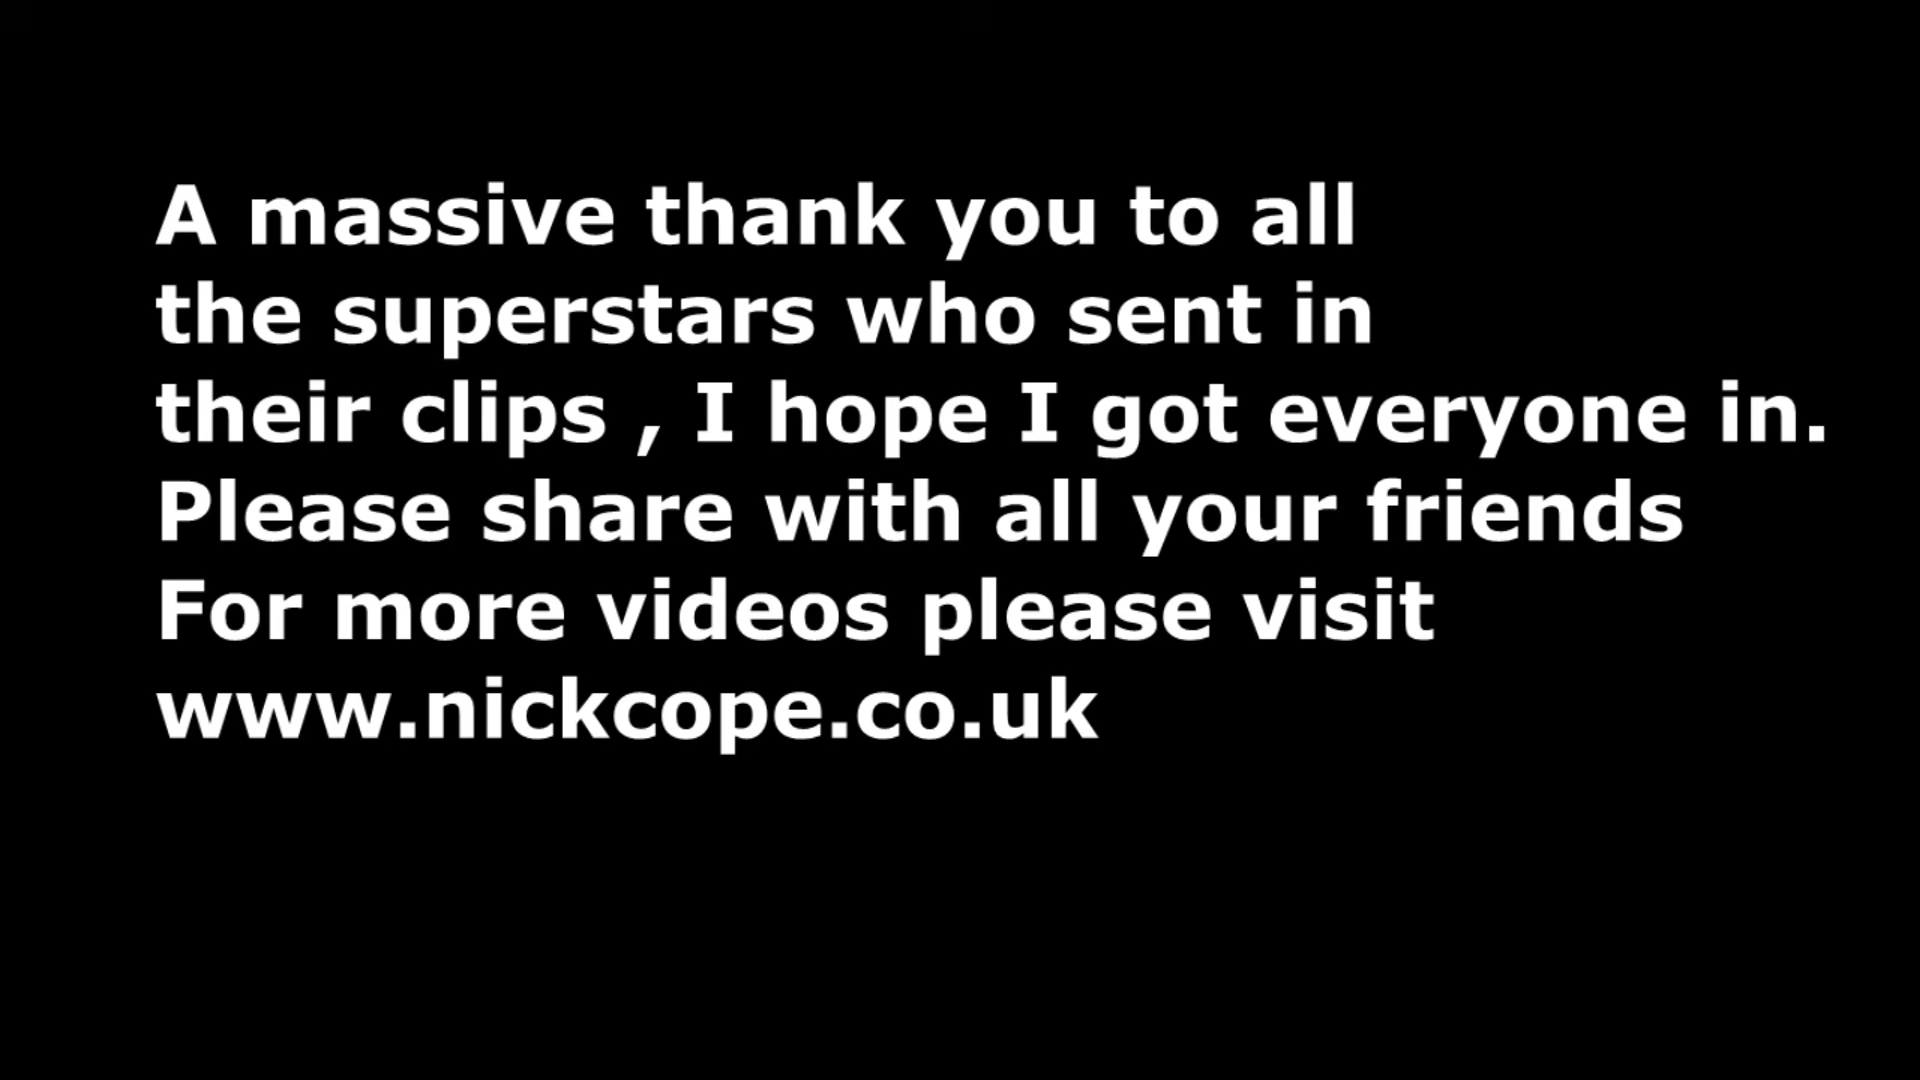 A massive thank you to all
the superstars who sent in
their clips , I hope I got everyone in.
Please share with all your friends
For more videos please visit
www.nickcope.co.uk